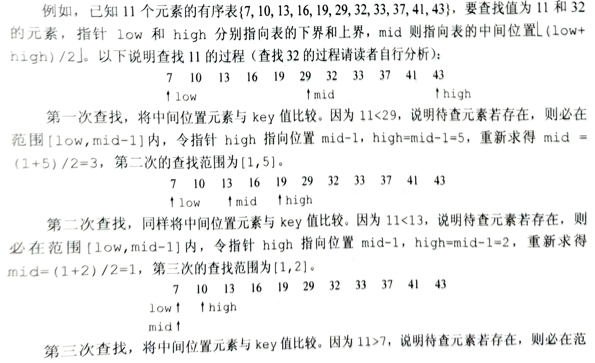 例如，已知 11 个元素的有序表{7, 10, 13, 16, 19, 29, 32, 33, 37, 41, 43}，要查找值为 11 和 32
的元素，指针 low 和 high 分别指向表的下界和上界，mid 则指向表的中间位置⌊(low+
high)/2⌋。以下说明查找 11 的过程（查找 32 的过程请读者自行分析）：
7 10 13 16 19 29 32 33 37 41 43
↑low ↑mid ↑high
第一次查找，将中间位置元素与 key 值比较。因为 11<29，说明待查元素若存在，则必在
范围[low,mid-1]内，令指针 high 指向位置 mid-1，high=mid-1=5，重新求得 mid =
(1+5)/2=3，第二次的查找范围为[1,5]。
7 10 13 16 19 29 32 33 37 41 43
↑low ↑mid ↑high
第二次查找，同样将中间位置元素与 key 值比较。因为 11<13，说明待查元素若存在，则
必在范围[low,mid-1]内，令指针 high 指向位置 mid-1，high=mid-1=2，重新求得
mid=(1+2)/2=1，第三次的查找范围为[1,2]。
7 10 13 16 19 29 32 33 37 41 43
low↑ ↑high
mid↑
第三次查找，将中间位置元素与 key 值比较。因为 11>7，说明待查元素若存在，则必在范